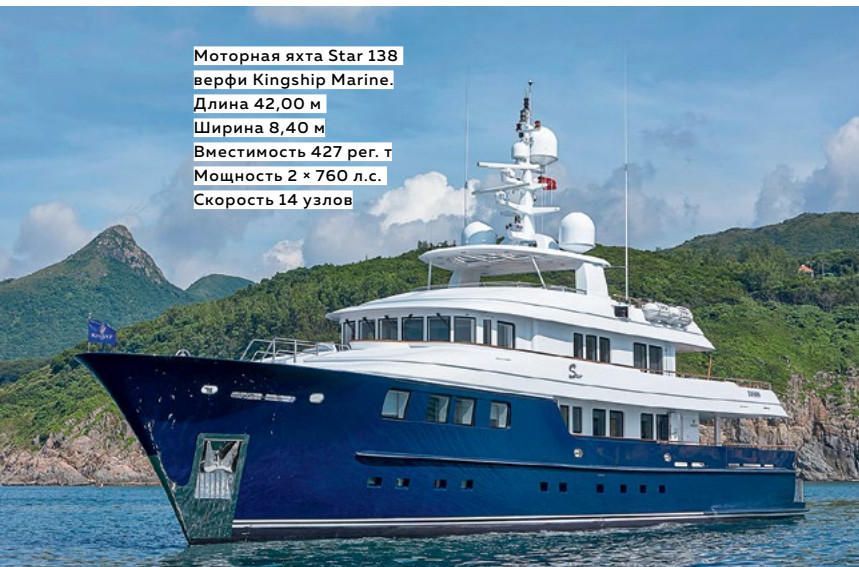 Моторная яхта Star 138
верфи Kingship Marine.
Длина 42,00 м
Ширина 8,40 м
Вместимость 427 рег. т
Мощность 2 × 760 л.с.
Скорость 14 узлов